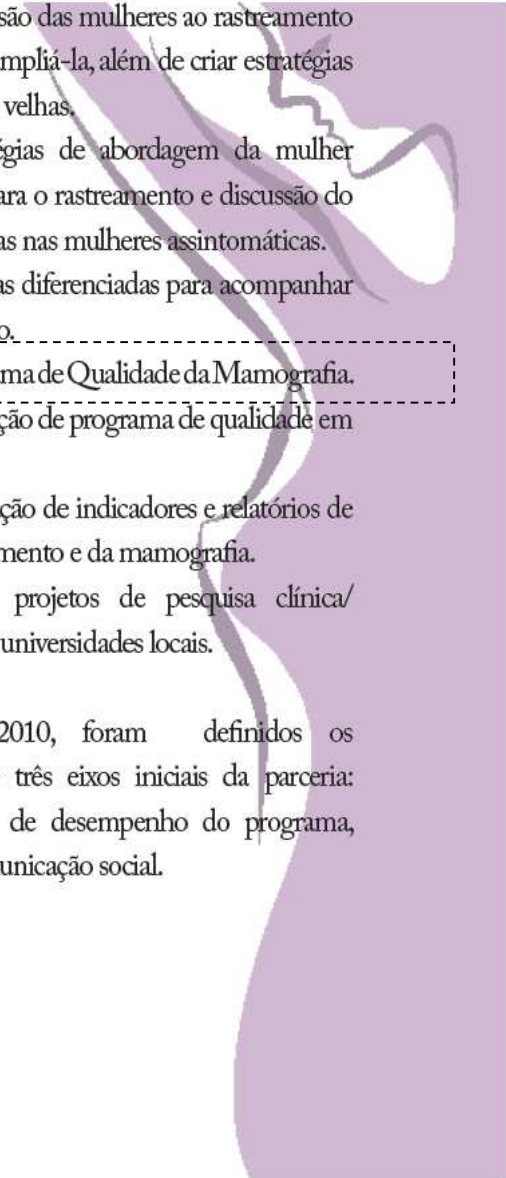 são das mulheres ao rastreamento
mpliá-la, além de criar estratégias
velhas.
égias de abordagem da mulher
ara o rastreamento e discussão do
as nas mulheres assintomáticas.
as diferenciadas para acompanhar
o.
ma de Qualidade da Mamografia.
ção de programa de qualidade em
ção de indicadores e relatórios de
mento e da mamografia.
projetos de pesquisa clínica/
universidades locais.
2010, foram definidos os
três eixos iniciais da parceria:
de desempenho do programa,
unicação social.